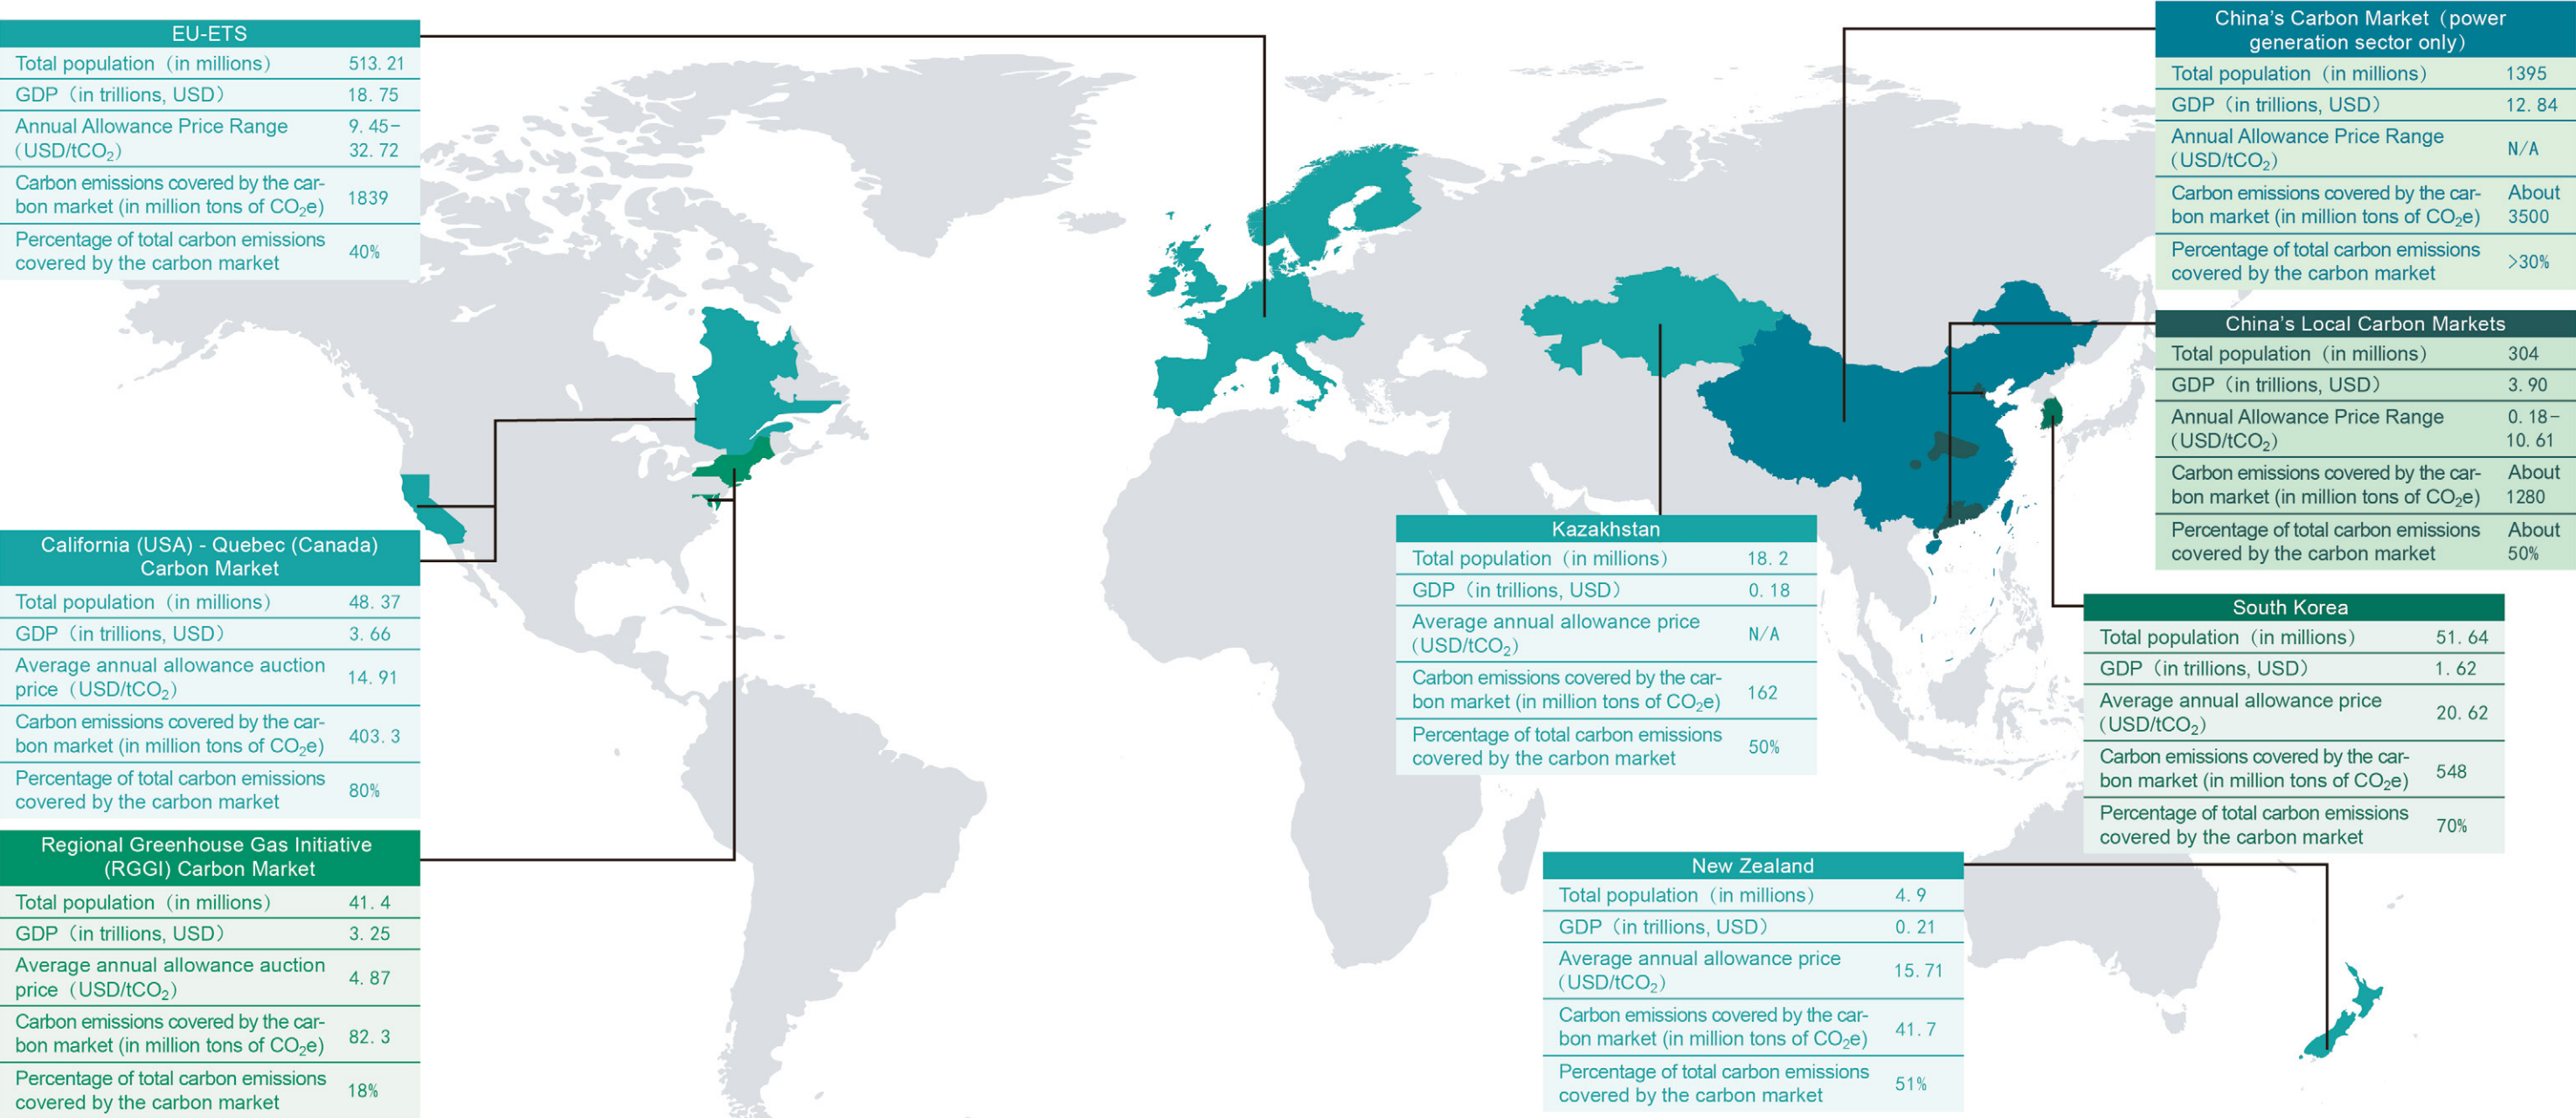 EU-ETS
Total population（in millions） 513.21
GDP（in trillions, USD） 18.75
Annual Allowance Price Range 9.45-
（USD/tCO₂） 32.72
Carbon emissions covered by the car-
bon market (in million tons of CO₂e) 1839
Percentage of total carbon emissions
covered by the carbon market 40%
California (USA) - Quebec (Canada)
Carbon Market
Total population（in millions） 48.37
GDP（in trillions, USD） 3.66
Average annual allowance auction
price（USD/tCO₂） 14.91
Carbon emissions covered by the car-
bon market (in million tons of CO₂e) 403.3
Percentage of total carbon emissions
covered by the carbon market 80%
Regional Greenhouse Gas Initiative
(RGGI) Carbon Market
Total population（in millions） 41.4
GDP（in trillions, USD） 3.25
Average annual allowance auction
price（USD/tCO₂） 4.87
Carbon emissions covered by the car-
bon market (in million tons of CO₂e) 82.3
Percentage of total carbon emissions
covered by the carbon market 18%
Kazakhstan
Total population（in millions） 18.2
GDP（in trillions, USD） 0.18
Average annual allowance price
（USD/tCO₂） N/A
Carbon emissions covered by the car-
bon market (in million tons of CO₂e) 162
Percentage of total carbon emissions
covered by the carbon market 50%
New Zealand
Total population（in millions） 4.9
GDP（in trillions, USD） 0.21
Average annual allowance price
（USD/tCO₂） 15.71
Carbon emissions covered by the car-
bon market (in million tons of CO₂e) 41.7
Percentage of total carbon emissions
covered by the carbon market 51%
China's Carbon Market（power
generation sector only）
Total population（in millions） 1395
GDP（in trillions, USD） 12.84
Annual Allowance Price Range
（USD/tCO₂） N/A
Carbon emissions covered by the car- About
bon market (in million tons of CO₂e) 3500
Percentage of total carbon emissions
covered by the carbon market >30%
China's Local Carbon Markets
Total population（in millions） 304
GDP（in trillions, USD） 3.90
Annual Allowance Price Range 0.18-
（USD/tCO₂） 10.61
Carbon emissions covered by the car- About
bon market (in million tons of CO₂e) 1280
Percentage of total carbon emissions About
covered by the carbon market 50%
South Korea
Total population（in millions） 51.64
GDP（in trillions, USD） 1.62
Average annual allowance price
（USD/tCO₂） 20.62
Carbon emissions covered by the car-
bon market (in million tons of CO₂e) 548
Percentage of total carbon emissions
covered by the carbon market 70%